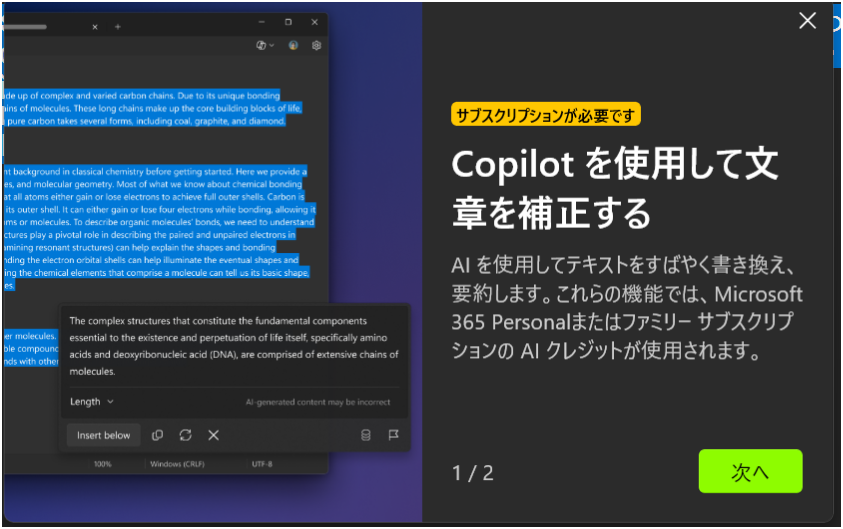 ade up of complex and varied carbon chains. Due to its unique bonding
ains of molecules. These long chains make up the core building blocks of life,
pure carbon takes several forms, including coal, graphite, and diamond.
nt background in classical chemistry before getting started. Here we provide a
es, and molecular geometry. Most of what we know about chemical bonding
at all atoms either gain or lose electrons to achieve full outer shells. Carbon is
its outer shell. It can either gain or lose four electrons while bonding, allowing it
ms or molecules. To describe organic molecules' bonds, we need to understand
ctures play a pivotal role in describing the paired and unpaired electrons in
amining resonant structures) can help explain the shapes and bonding
nding the electron orbital shells can help illuminate the eventual shapes and
ing the chemical elements that comprise a molecule can tell us its basic shape,
es.
er molecules.
ble compound
nds with other
The complex structures that constitute the fundamental components
essential to the existence and perpetuation of life itself, specifically amino
acids and deoxyribonucleic acid (DNA), are comprised of extensive chains of
molecules.
Length
AI-generated content may be incorrect
Insert below
100%
Windows (CRLF)
UTF-8
サブスクリプションが必要です
Copilot を使用して文
章を補正する
AI を使用してテキストをすばやく書き換え、
要約します。これらの機能では、Microsoft
365 Personalまたはファミリー サブスクリプ
ションの AI クレジットが使用されます。
1 / 2
次へ